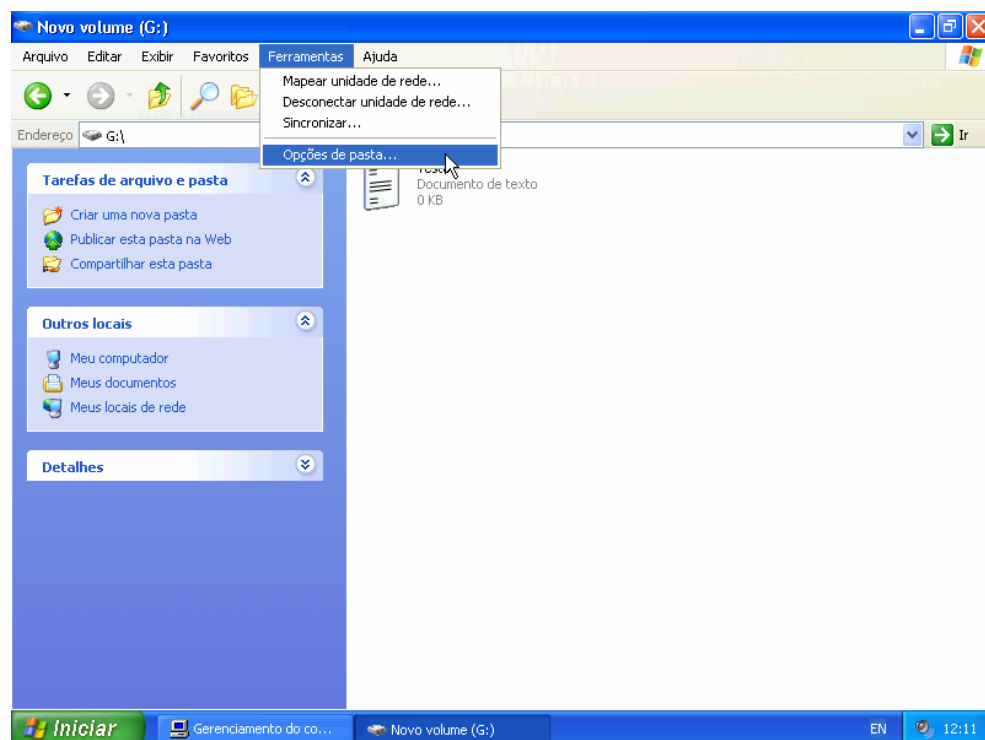 Novo volume (G:)
Arquivo Editar Exibir Favoritos Ferramentas Ajuda
Mapear unidade de rede...
Desconectar unidade de rede...
Sincronizar...
Opções de pasta...
Endereço G:\ Ir
Tarefas de arquivo e pasta
Criar uma nova pasta
Publicar esta pasta na Web
Compartilhar esta pasta
Outros locais
Meu computador
Meus documentos
Meus locais de rede
Detalhes
Documento de texto
0 KB
Iniciar Gerenciamento do co... Novo volume (G:) EN 12:11